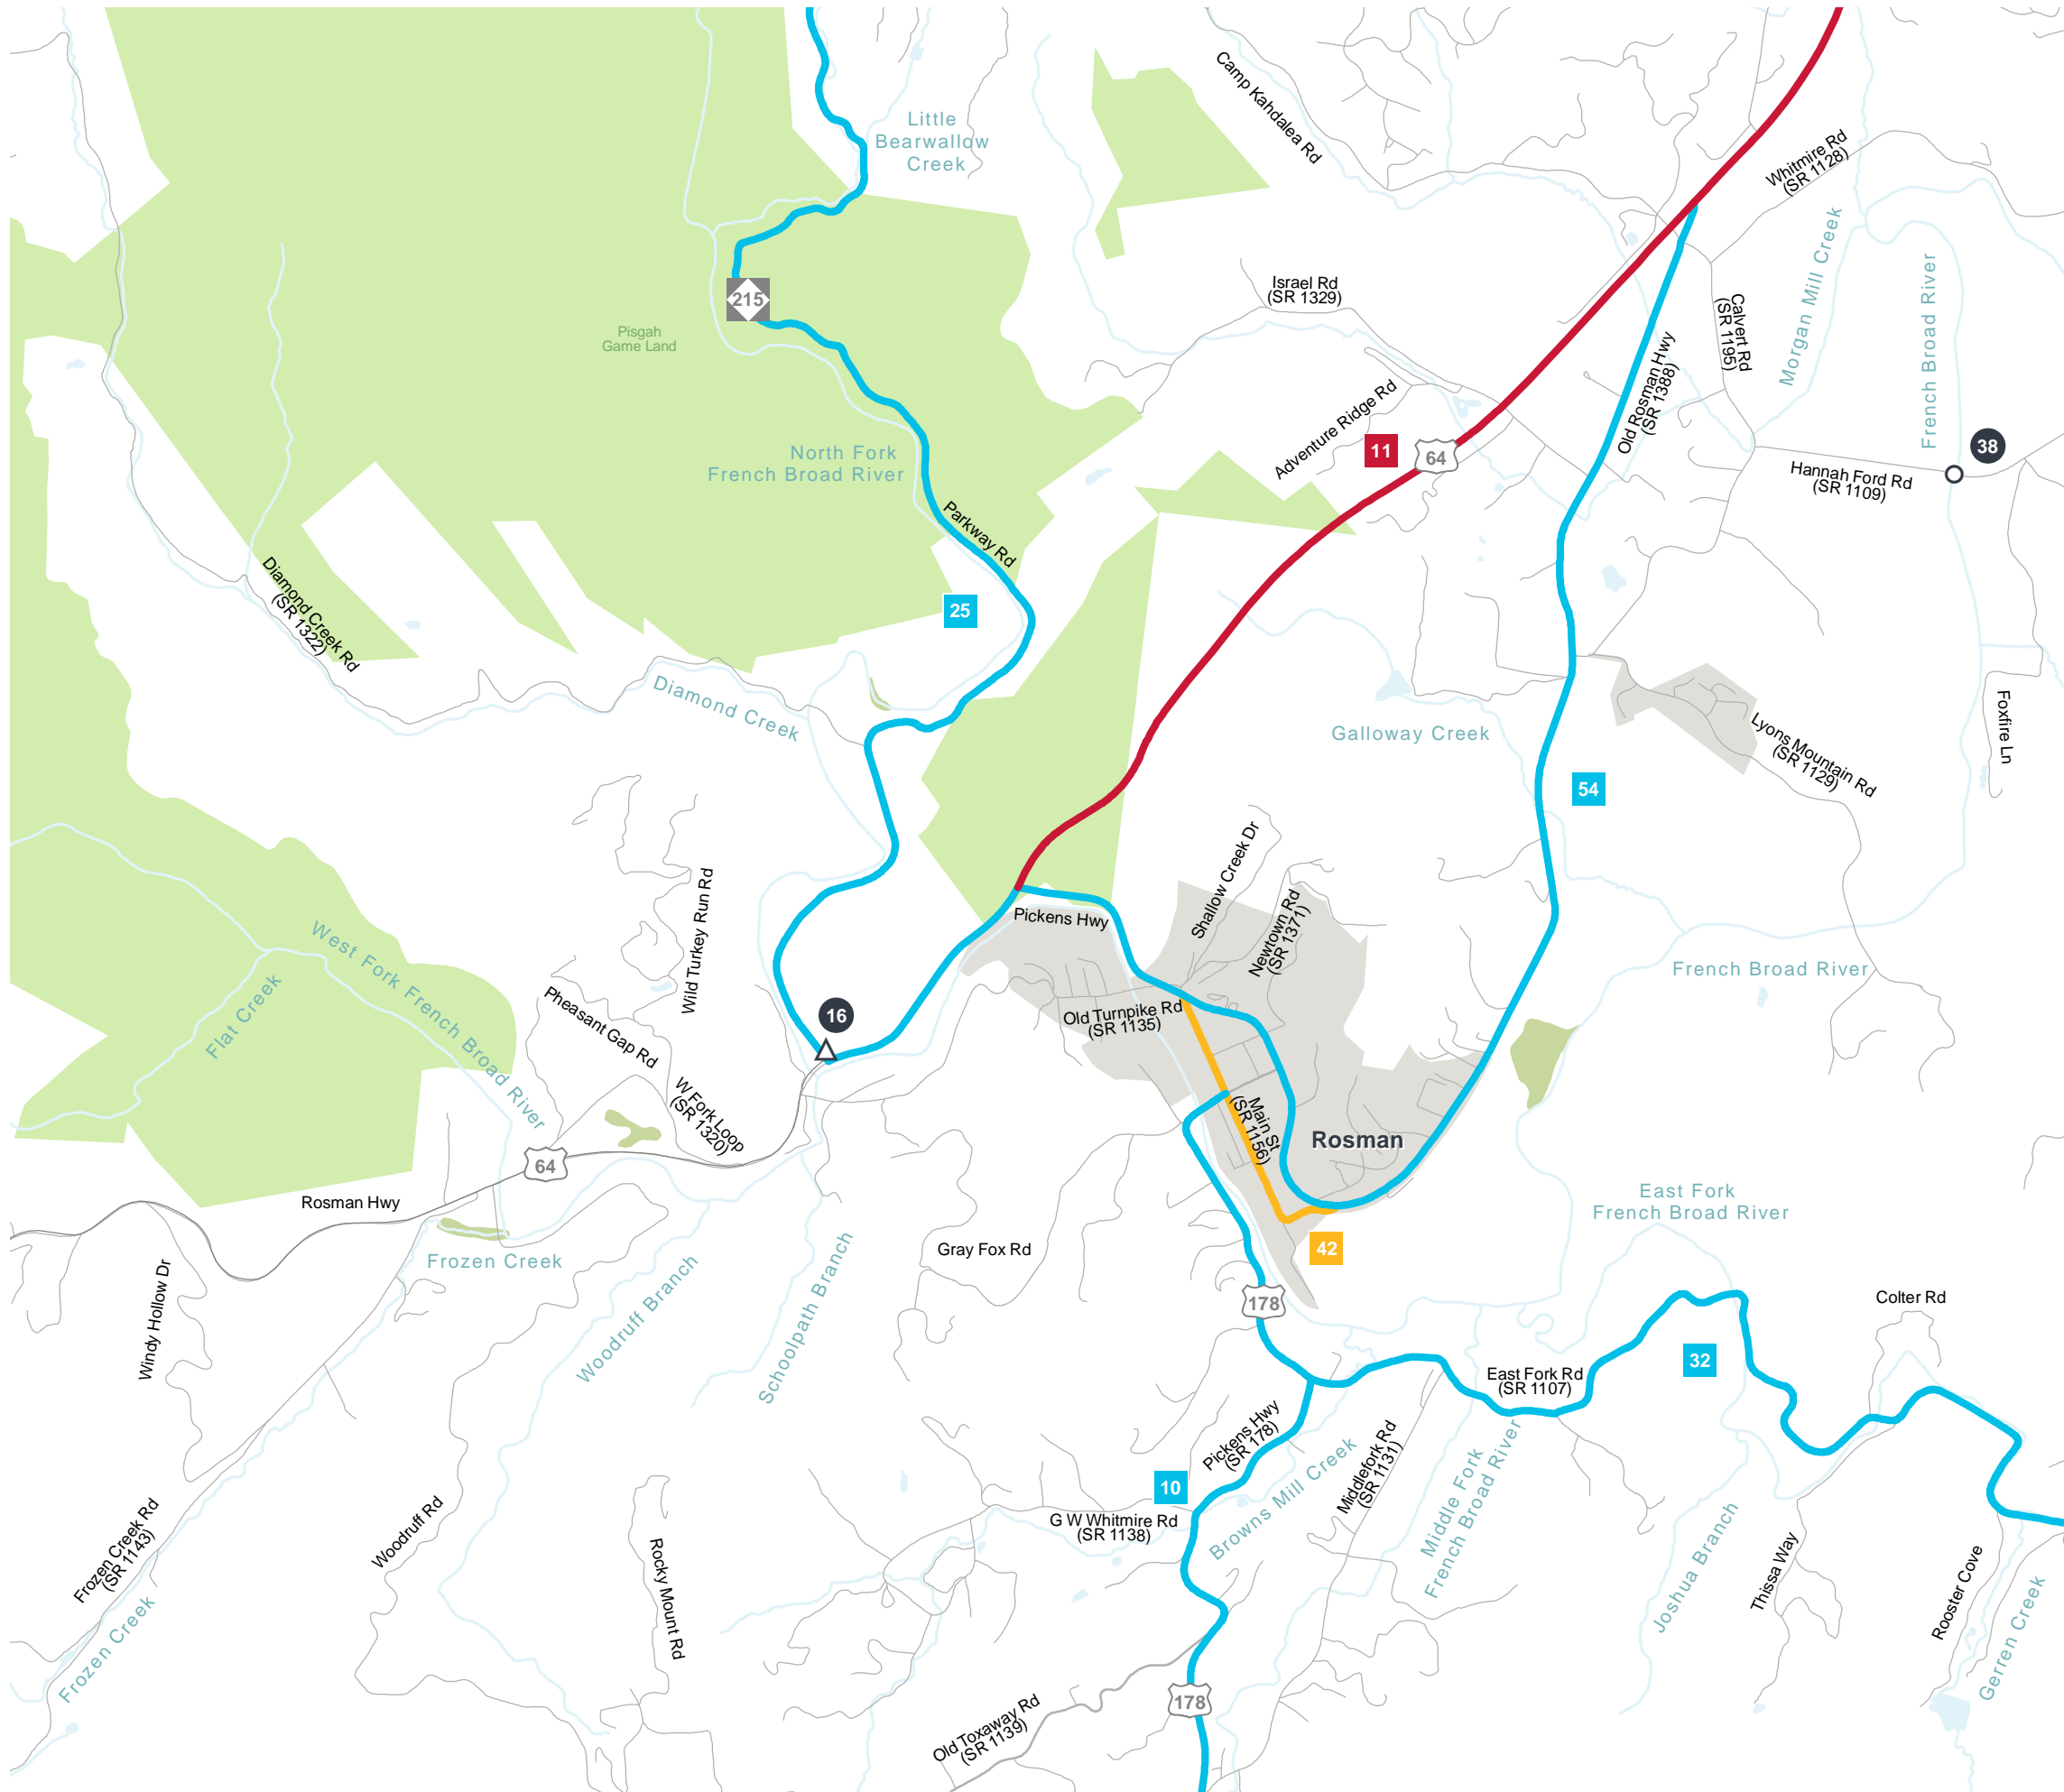 Little
Bearwallow
Creek
Camp Kahdalea Rd
Whitmire Rd
(SR 1128)
Morgan Mill Creek
French Broad River
Israel Rd
(SR 1329)
215
Pisgah
Game Land
Calvert Rd
(SR 1195)
Old Rosman Hwy
(SR 1388)
Adventure Ridge Rd
11
64
38
North Fork
French Broad River
Hannah Ford Rd
(SR 1109)
Parkway Rd
Diamond Creek Rd
(SR 1322)
25
Diamond Creek
Galloway Creek
Foxfire Ln
Lyons Mountain Rd
(SR 1129)
54
Shallow Creek Dr
Newtown Rd
(SR 1371)
Pickens Hwy
Wild Turkey Run Rd
West Fork French Broad River
Flat Creek
French Broad River
Pheasant Gap Rd
16
Old Turnpike Rd
(SR 1135)
W Fork Loop
(SR 1320)
Main St
(SR 1156)
Rosman
64
Rosman Hwy
East Fork
French Broad River
Frozen Creek
Gray Fox Rd
42
Windy Hollow Dr
Woodruff Branch
Schoolpath Branch
178
Colter Rd
32
East Fork Rd
(SR 1107)
Pickens Hwy
(SR 178)
Middlefork Rd
(SR 1131)
10
Browns Mill Creek
Middle Fork
French Broad River
G W Whitmire Rd
(SR 1138)
Frozen Creek Rd
(SR 1143)
Woodruff Rd
Rocky Mount Rd
Joshua Branch
Thissa Way
Rooster Cove
Gerren Creek
Frozen Creek
178
Old Toxaway Rd
(SR 1139)